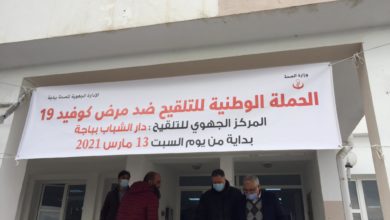 وزارة الصحة
الإدارة الجهوية للصحة بباجة
الحملة الوطنية للتلقيح ضد مرض كوفيد 19
المركز الجهوي للتلقيح : دار الشباب بباجة
بداية من يوم السبت 13 مارس 2021